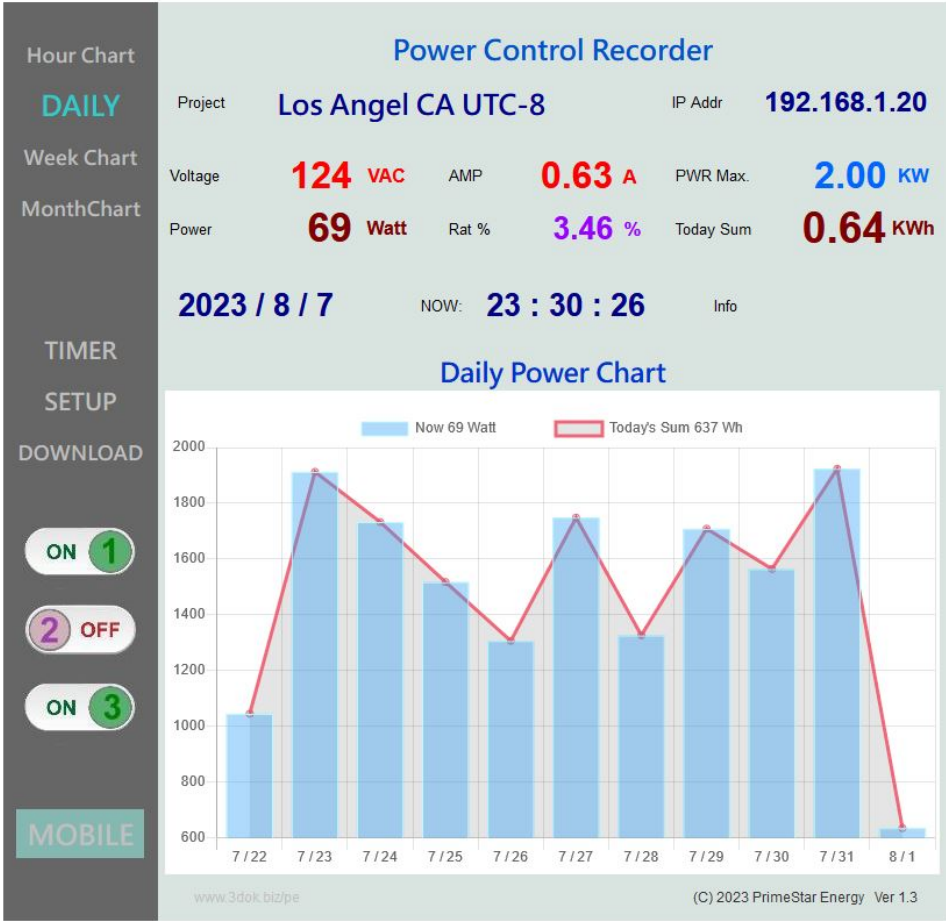 Hour Chart
DAILY
Week Chart
MonthChart
TIMER
SETUP
DOWNLOAD
ON 1
2 OFF
ON 3
MOBILE
Power Control Recorder
Project Los Angel CA UTC-8 IP Addr 192.168.1.20
Voltage 124 VAC AMP 0.63 A PWR Max. 2.00 KW
Power 69 Watt Rat % 3.46 % Today Sum 0.64 KWh
2023 / 8 / 7 NOW: 23 : 30 : 26 Info
Daily Power Chart
Now 69 Watt Today's Sum 637 Wh
2000
1800
1600
1400
1200
1000
800
600
7 / 22 7 / 23 7 / 24 7 / 25 7 / 26 7 / 27 7 / 28 7 / 29 7 / 30 7 / 31 8 / 1
www.3dok.biz/pe (C) 2023 PrimeStar Energy Ver 1.3